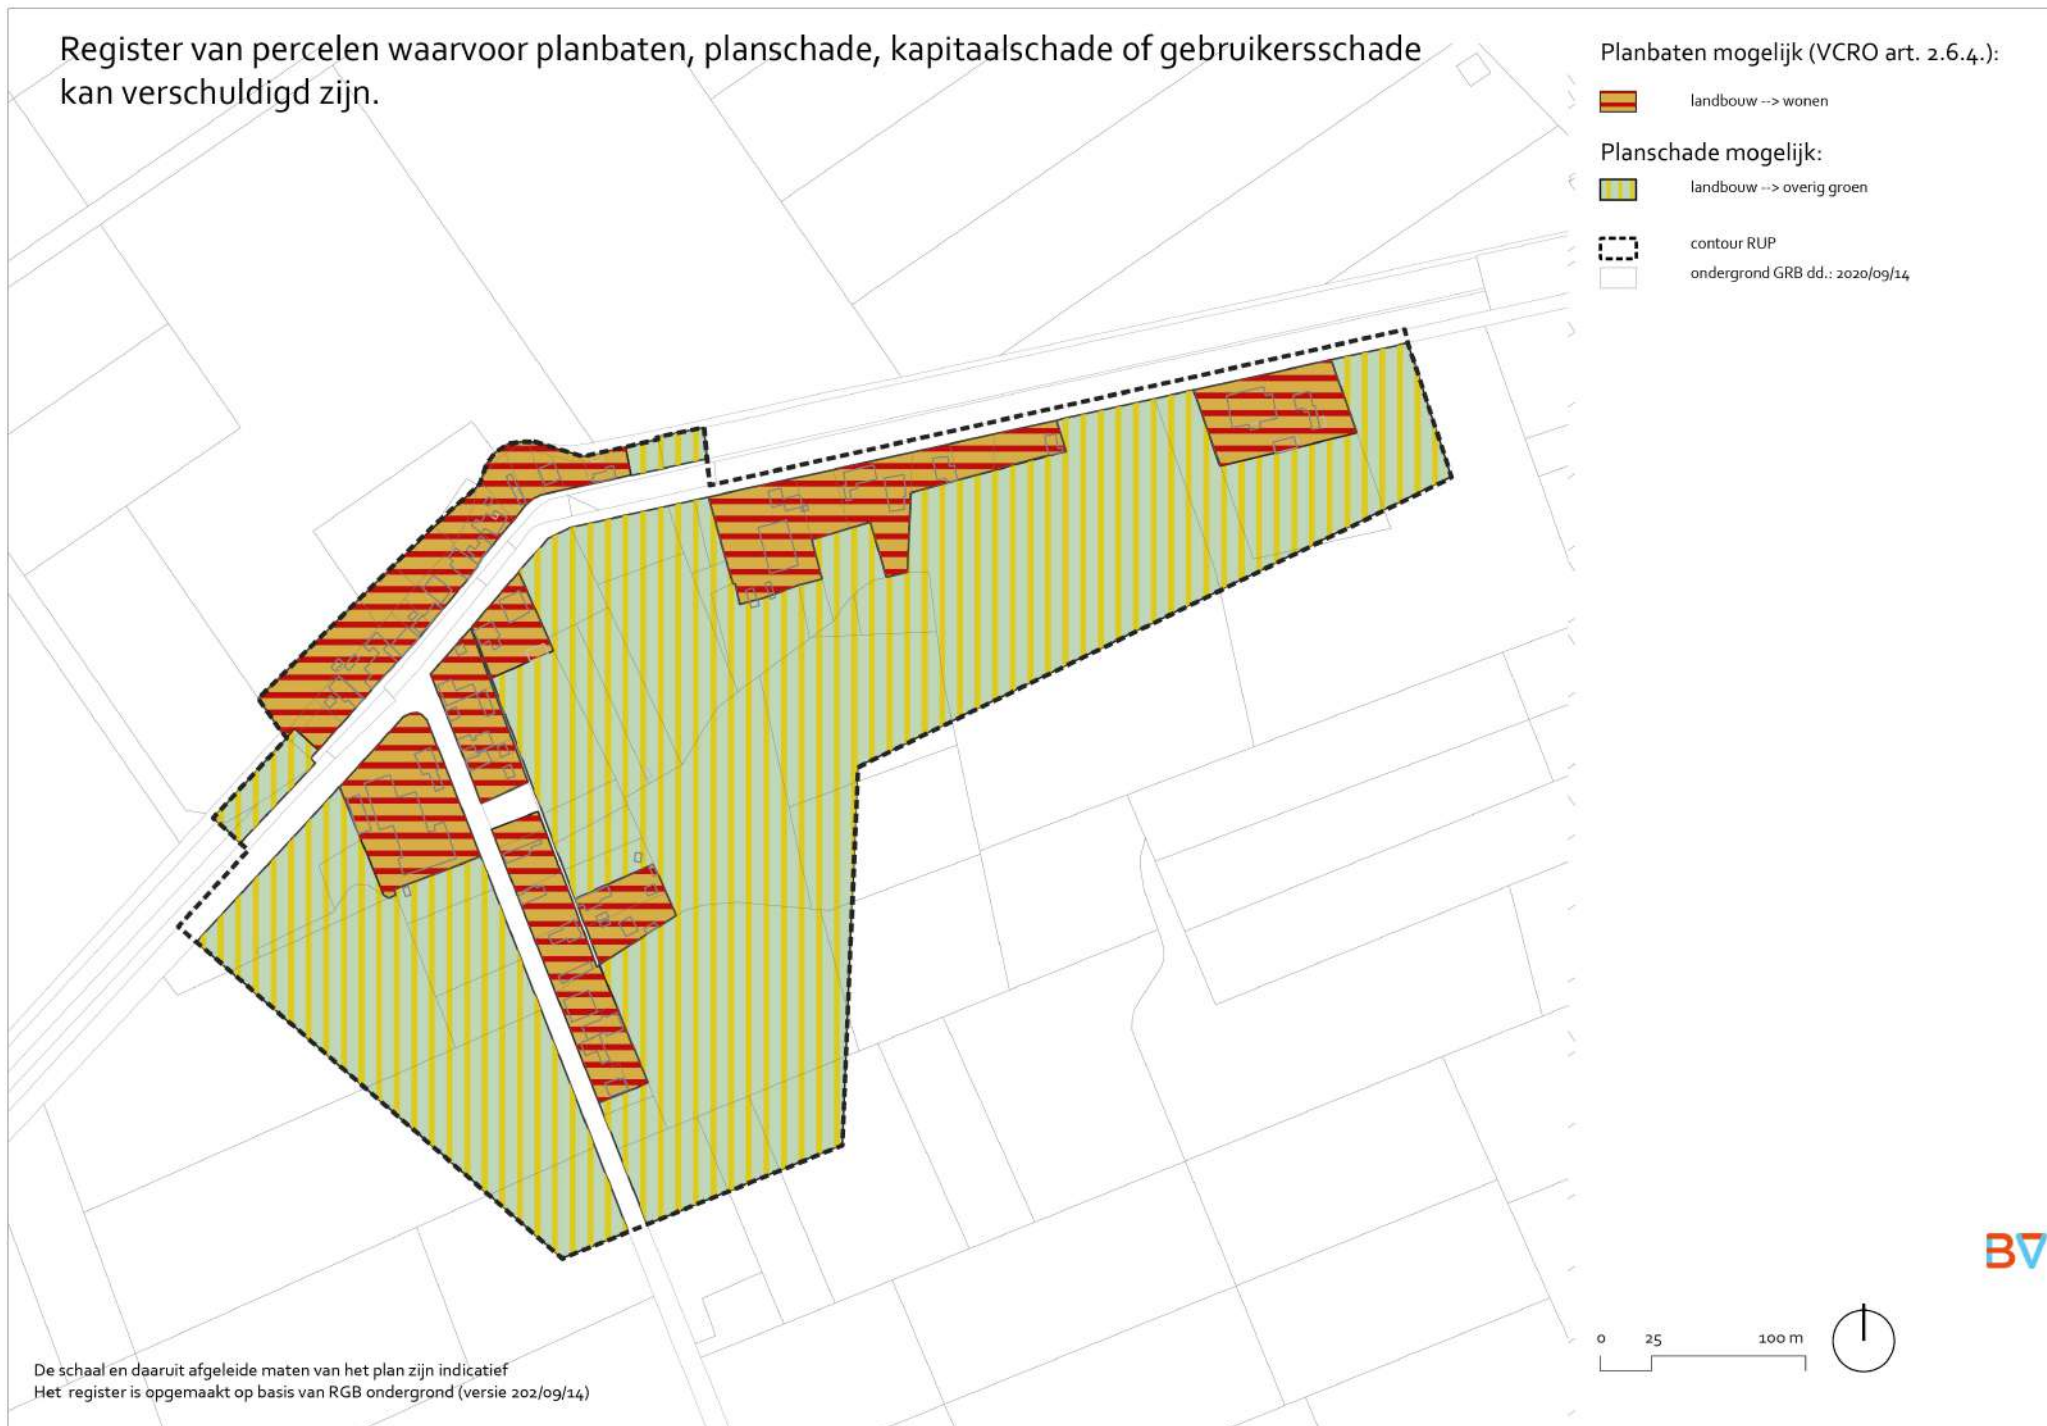 Register van percelen waarvoor planbaten, planschade, kapitaalschade of gebruikersschade
kan verschuldigd zijn.
Planbaten mogelijk (VCRO art. 2.6.4.):
landbouw --> wonen
Planschade mogelijk:
landbouw --> overig groen
contour RUP
ondergrond GRB dd.: 2020/09/14
BV
0 25 100 m
De schaal en daaruit afgeleide maten van het plan zijn indicatief
Het register is opgemaakt op basis van RGB ondergrond (versie 202/09/14)